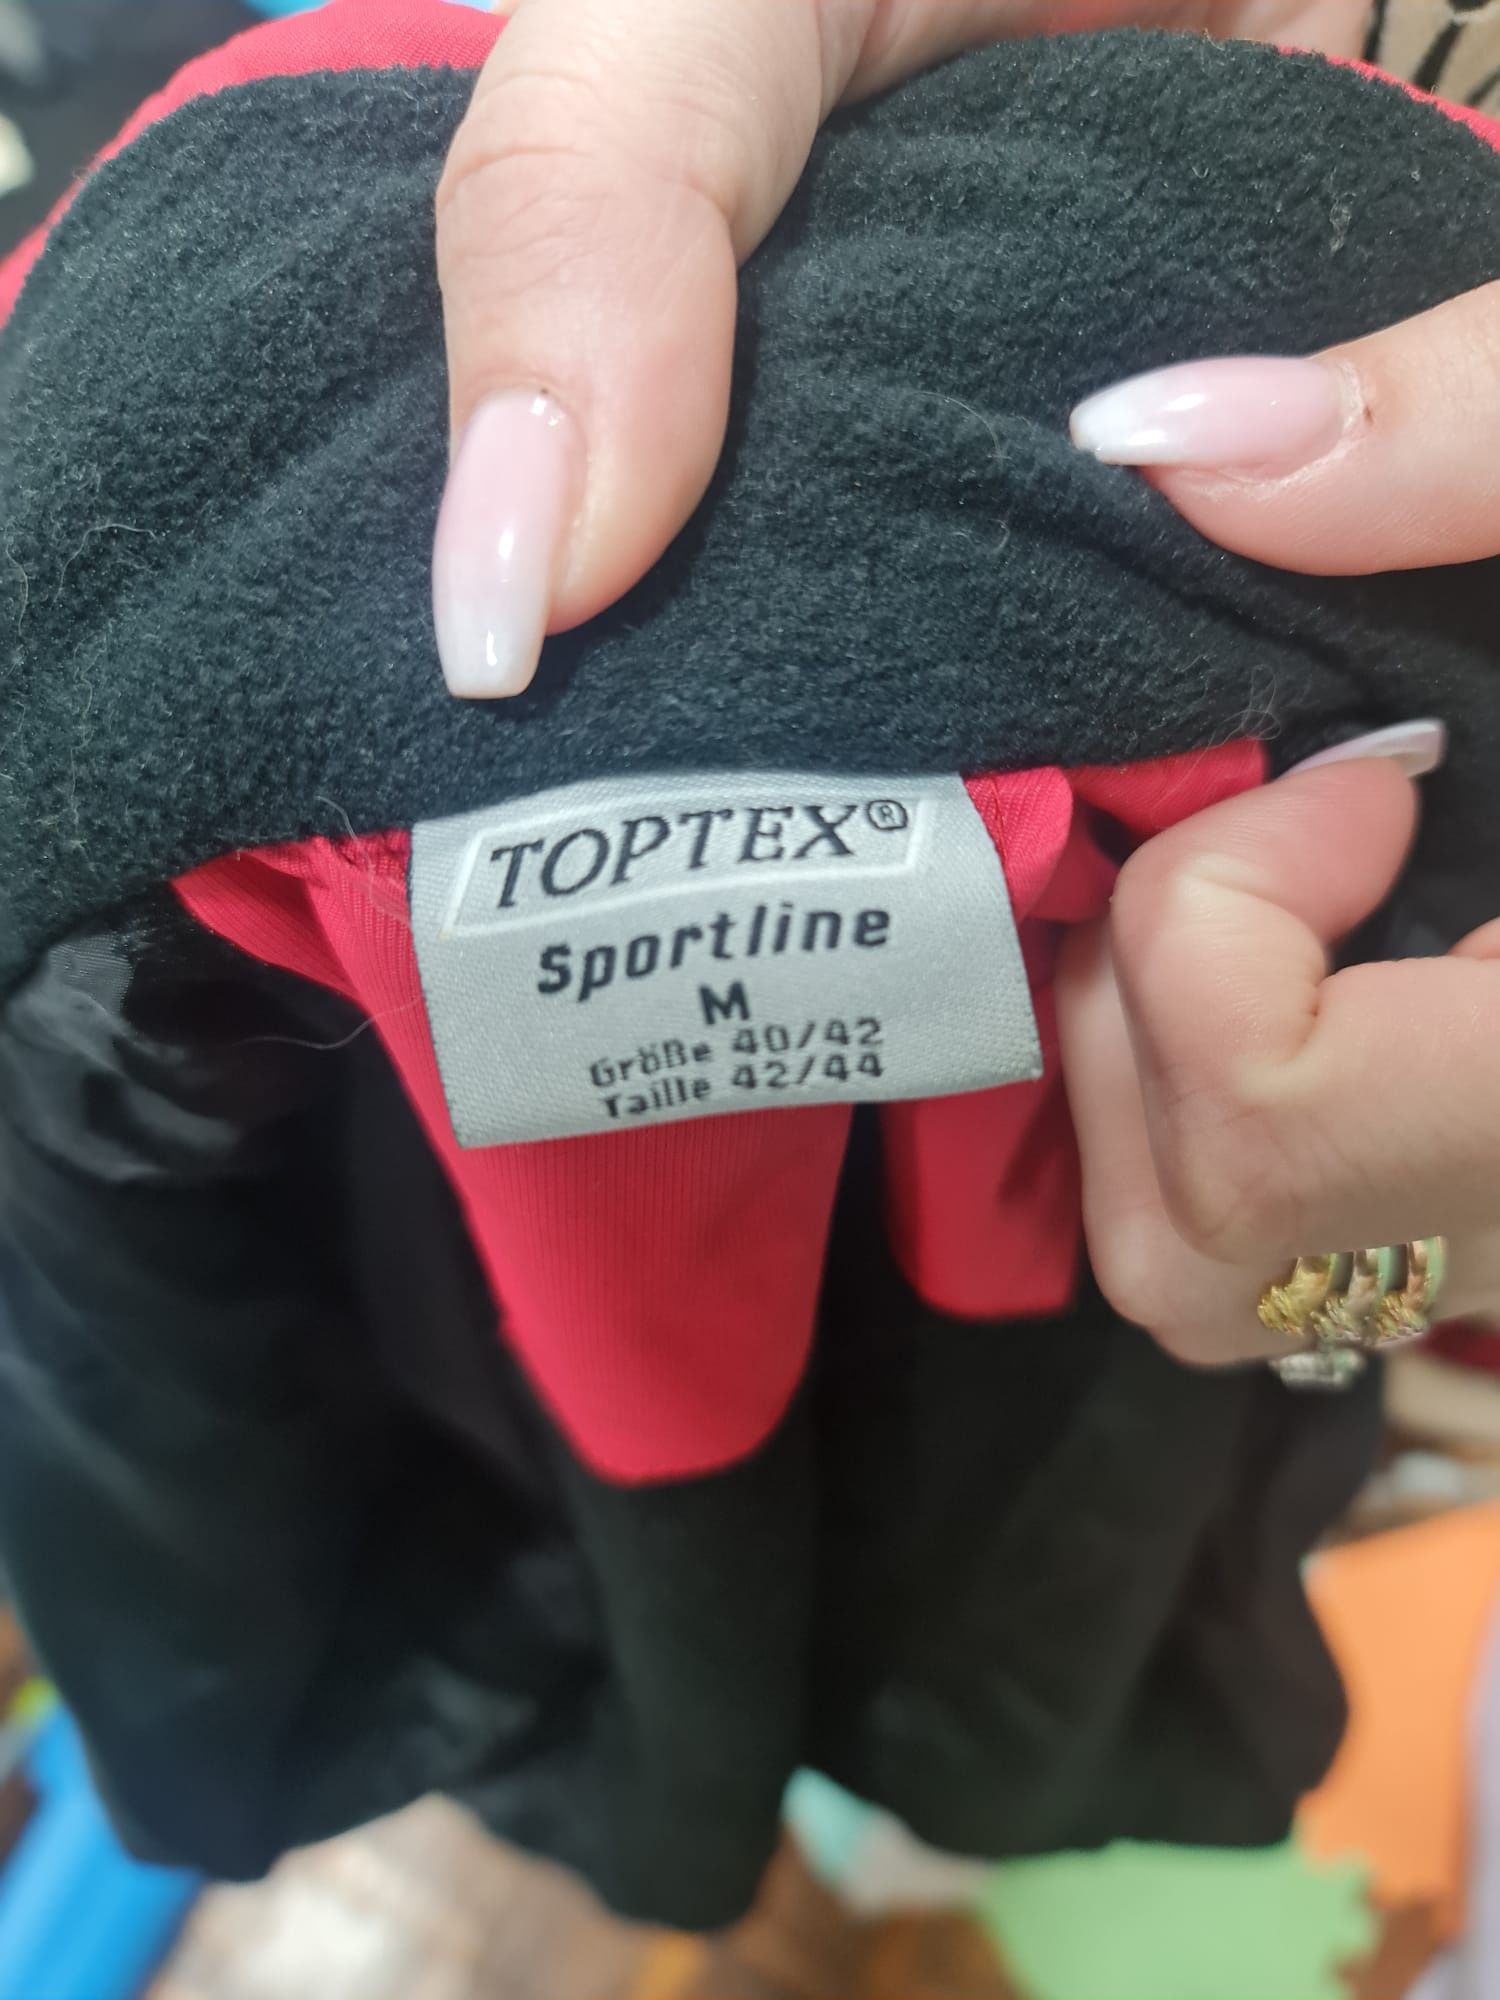 TOPTEX®
Sportline
M
Größe 40/42
Taille 42/44